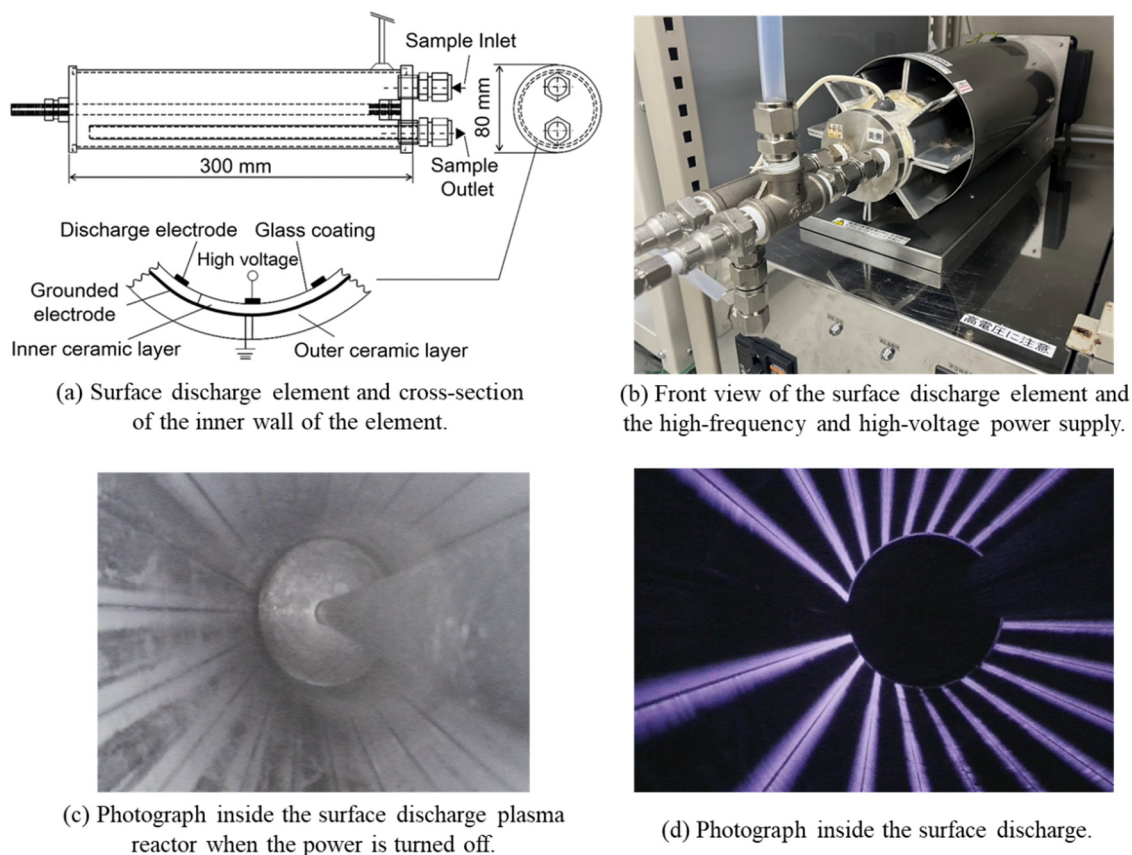 Sample Inlet
80 mm
300 mm
Sample
Outlet
Discharge electrode
Glass coating
High voltage
Grounded
electrode
Inner ceramic layer
Outer ceramic layer
(a) Surface discharge element and cross-section
of the inner wall of the element.
高電圧に注意
(b) Front view of the surface discharge element and
the high-frequency and high-voltage power supply.
(c) Photograph inside the surface discharge plasma
reactor when the power is turned off.
(d) Photograph inside the surface discharge.